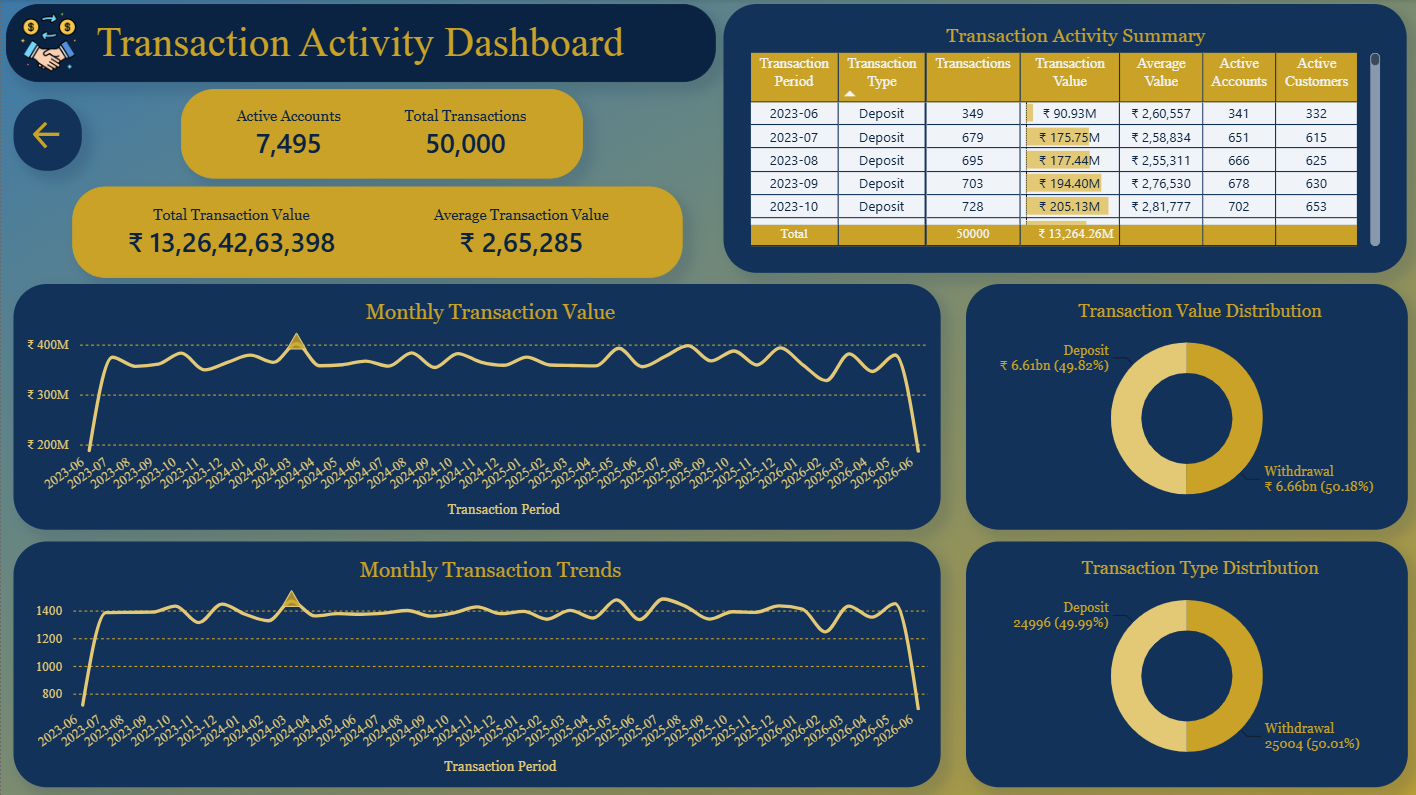 Transaction Activity Dashboard
Active Accounts
7,495
Total Transactions
50,000
Total Transaction Value
₹ 13,26,42,63,398
Average Transaction Value
₹ 2,65,285
Transaction Activity Summary
Transaction Period Transaction Type Transactions Transaction Value Average Value Active Accounts Active Customers
2023-06 Deposit 349 ₹ 90.93M ₹ 2,60,557 341 332
2023-07 Deposit 679 ₹ 175.75M ₹ 2,58,834 651 615
2023-08 Deposit 695 ₹ 177.44M ₹ 2,55,311 666 625
2023-09 Deposit 703 ₹ 194.40M ₹ 2,76,530 678 630
2023-10 Deposit 728 ₹ 205.13M ₹ 2,81,777 702 653
Total 50000 ₹ 13,264.26M
Monthly Transaction Value
₹ 400M
₹ 300M
₹ 200M
2023-06 2023-07 2023-08 2023-09 2023-10 2023-11 2023-12 2024-01 2024-02 2024-03 2024-04 2024-05 2024-06 2024-07 2024-08 2024-09 2024-10 2024-11 2024-12 2025-01 2025-02 2025-03 2025-04 2025-05 2025-06 2025-07 2025-08 2025-09 2025-10 2025-11 2025-12 2026-01 2026-02 2026-03 2026-04 2026-05 2026-06
Transaction Period
Transaction Value Distribution
Deposit
₹ 6.61bn (49.82%)
Withdrawal
₹ 6.66bn (50.18%)
Monthly Transaction Trends
1400
1200
1000
800
2023-06 2023-07 2023-08 2023-09 2023-10 2023-11 2023-12 2024-01 2024-02 2024-03 2024-04 2024-05 2024-06 2024-07 2024-08 2024-09 2024-10 2024-11 2024-12 2025-01 2025-02 2025-03 2025-04 2025-05 2025-06 2025-07 2025-08 2025-09 2025-10 2025-11 2025-12 2026-01 2026-02 2026-03 2026-04 2026-05 2026-06
Transaction Period
Transaction Type Distribution
Deposit
24996 (49.99%)
Withdrawal
25004 (50.01%)